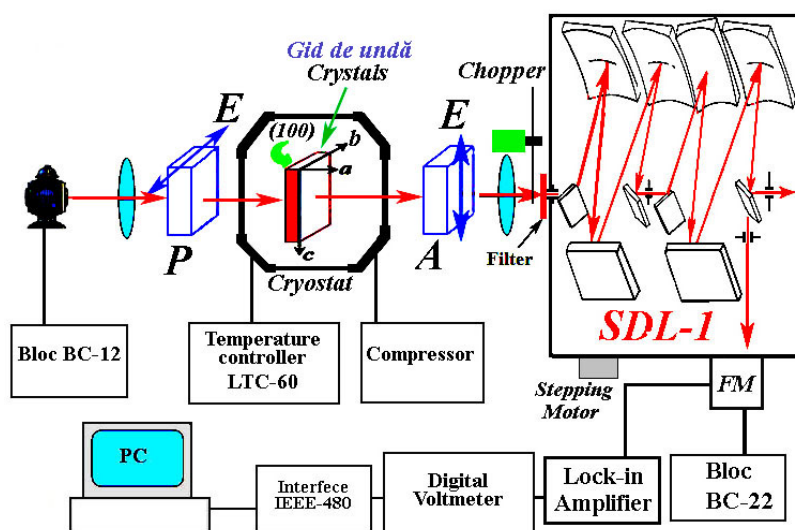 Gid de undă
Crystals
Chopper
E
(100)
b
a
E
c
P
A
Filter
Cryostat
SDL-1
Bloc BC-12
Temperature
controller
LTC-60
Compressor
Stepping
Motor
FM
PC
Interfece
IEEE-480
Digital
Voltmeter
Lock-in
Amplifier
Bloc
BC-22